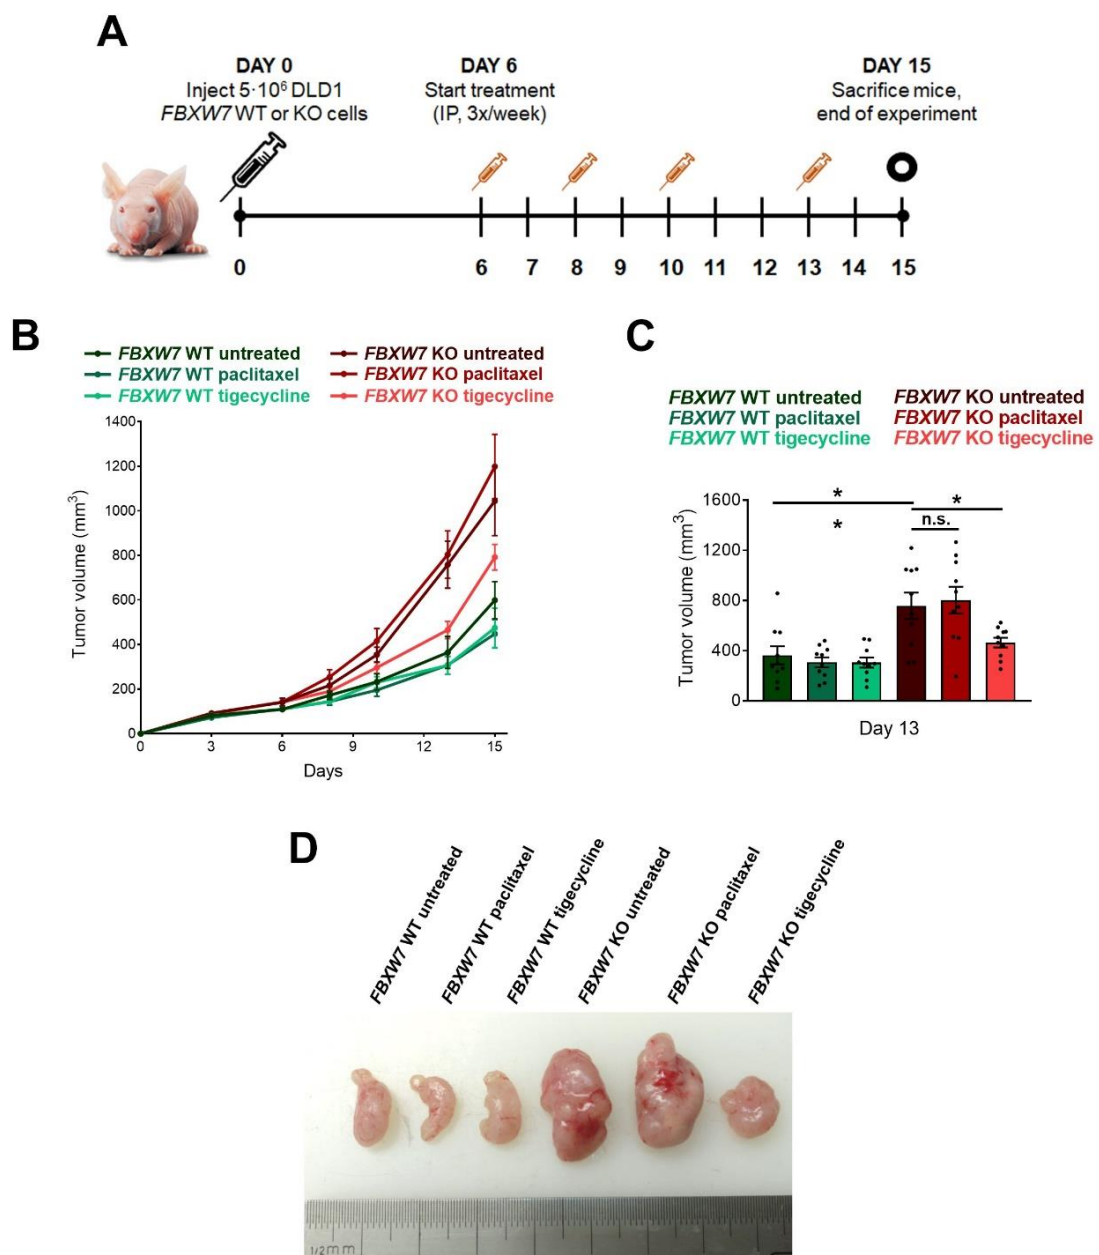 A
DAY 0
Inject 5·10⁶ DLD1
FBXW7 WT or KO cells
DAY 6
Start treatment
(IP, 3x/week)
DAY 15
Sacrifice mice,
end of experiment
0 6 7 8 9 10 11 12 13 14 15
B
FBXW7 WT untreated
FBXW7 WT paclitaxel
FBXW7 WT tigecycline
FBXW7 KO untreated
FBXW7 KO paclitaxel
FBXW7 KO tigecycline
Tumor volume (mm³)
1400
1200
1000
800
600
400
200
0
0 3 6 9 12 15
Days
C
FBXW7 WT untreated
FBXW7 WT paclitaxel
FBXW7 WT tigecycline
FBXW7 KO untreated
FBXW7 KO paclitaxel
FBXW7 KO tigecycline
Tumor volume (mm³)
1600
1200
800
400
0
*
*
*
n.s.
Day 13
D
FBXW7 WT untreated
FBXW7 WT paclitaxel
FBXW7 WT tigecycline
FBXW7 KO untreated
FBXW7 KO paclitaxel
FBXW7 KO tigecycline
1/2 mm